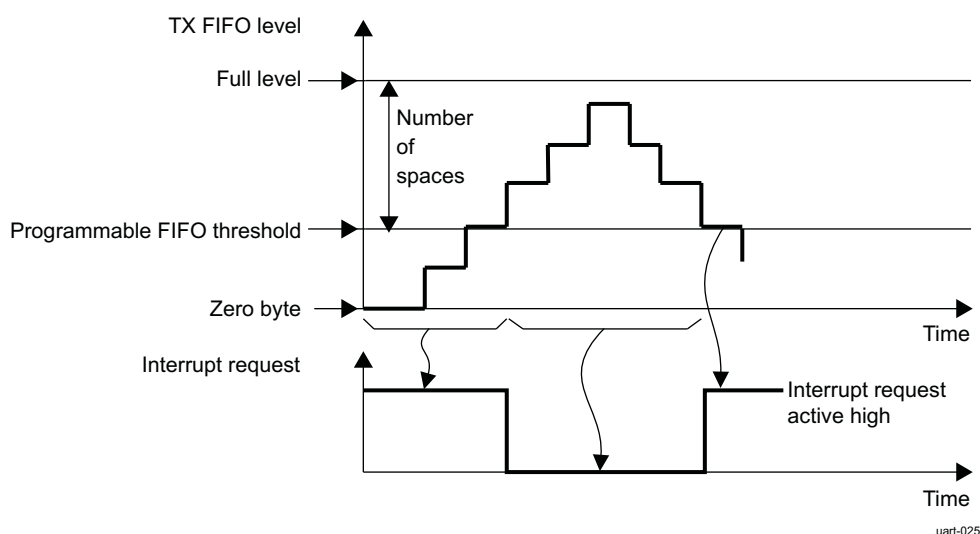 TX FIFO level
Full level
Number
of
spaces
Programmable FIFO threshold
Zero byte
Time
Interrupt request
Interrupt request
active high
Time
uart-025